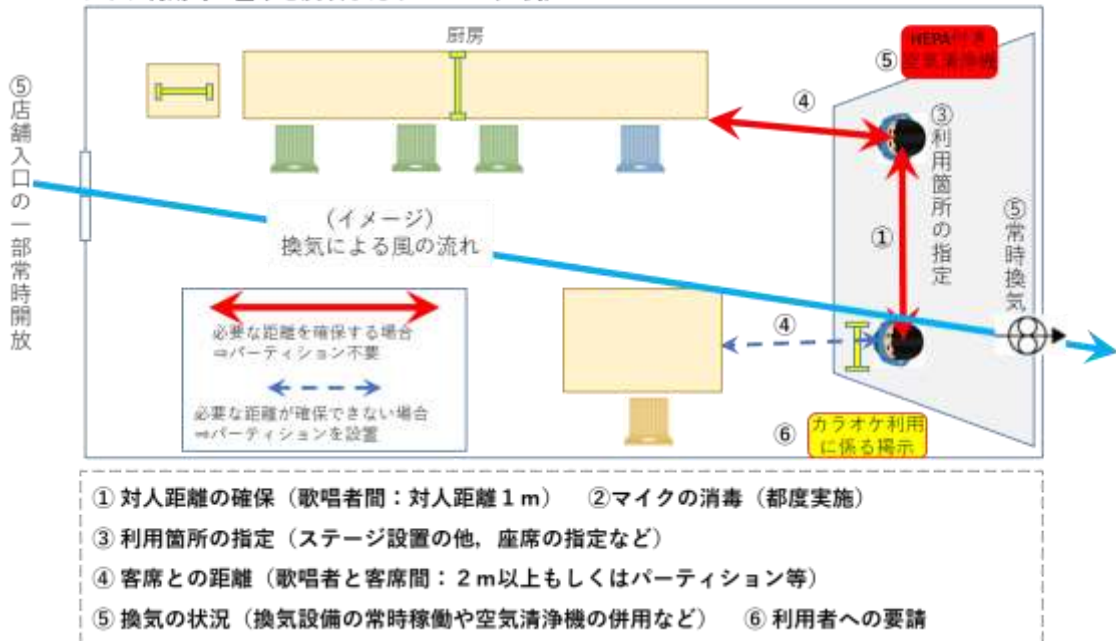 厨房
⑤
空気清浄機
④
③利用箇所の指定
⑤店舗入口の一部常時開放
(イメージ)
換気による風の流れ
①
⑤常時換気
必要な距離を確保する場合
⇒パーティション不要
必要な距離が確保できない場合
⇒パーティションを設置
④
⑥
カラオケ利用
に係る掲示
① 対人距離の確保（歌唱者間：対人距離１ｍ） ②マイクの消毒（都度実施）
③ 利用箇所の指定（ステージ設置の他，座席の指定など）
④ 客席との距離（歌唱者と客席間：２ｍ以上もしくはパーティション等）
⑤ 換気の状況（換気設備の常時稼働や空気清浄機の併用など） ⑥ 利用者への要請